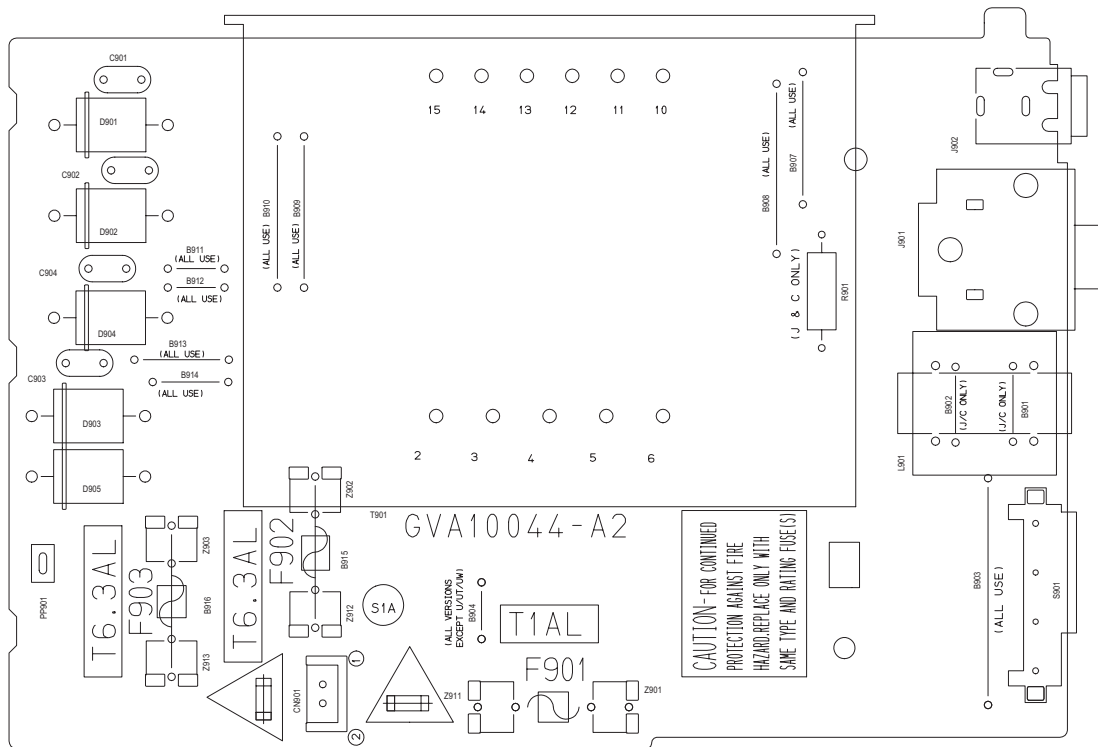 C901
D901
C902
D902
B911
(ALL USE)
C904
B912
(ALL USE)
D904
B913
(ALL USE)
B914
(ALL USE)
C903
D903
D905
15 14 13 12 11 10
B910
(ALL USE)
B909
(ALL USE)
B908
(ALL USE)
B907
(ALL USE)
(J & C ONLY)
R901
2 3 4 5 6
J902
J901
B902
(J/C ONLY)
(J/C ONLY)
B901
L901
T901
GVA10044-A2
PP901
T6.3AL
F903
Z903
B916
Z913
T6.3AL
F902
Z902
B915
Z912
S1A
(ALL VERSIONS
EXCEPT U/UT/UW)
B904
T1AL
F901
Z911
Z901
CN901
1
2
CAUTION-FOR CONTINUED
PROTECTION AGAINST FIRE
HAZARD,REPLACE ONLY WITH
SAME TYPE AND RATING FUSE(S)
B903
(ALL USE)
S901